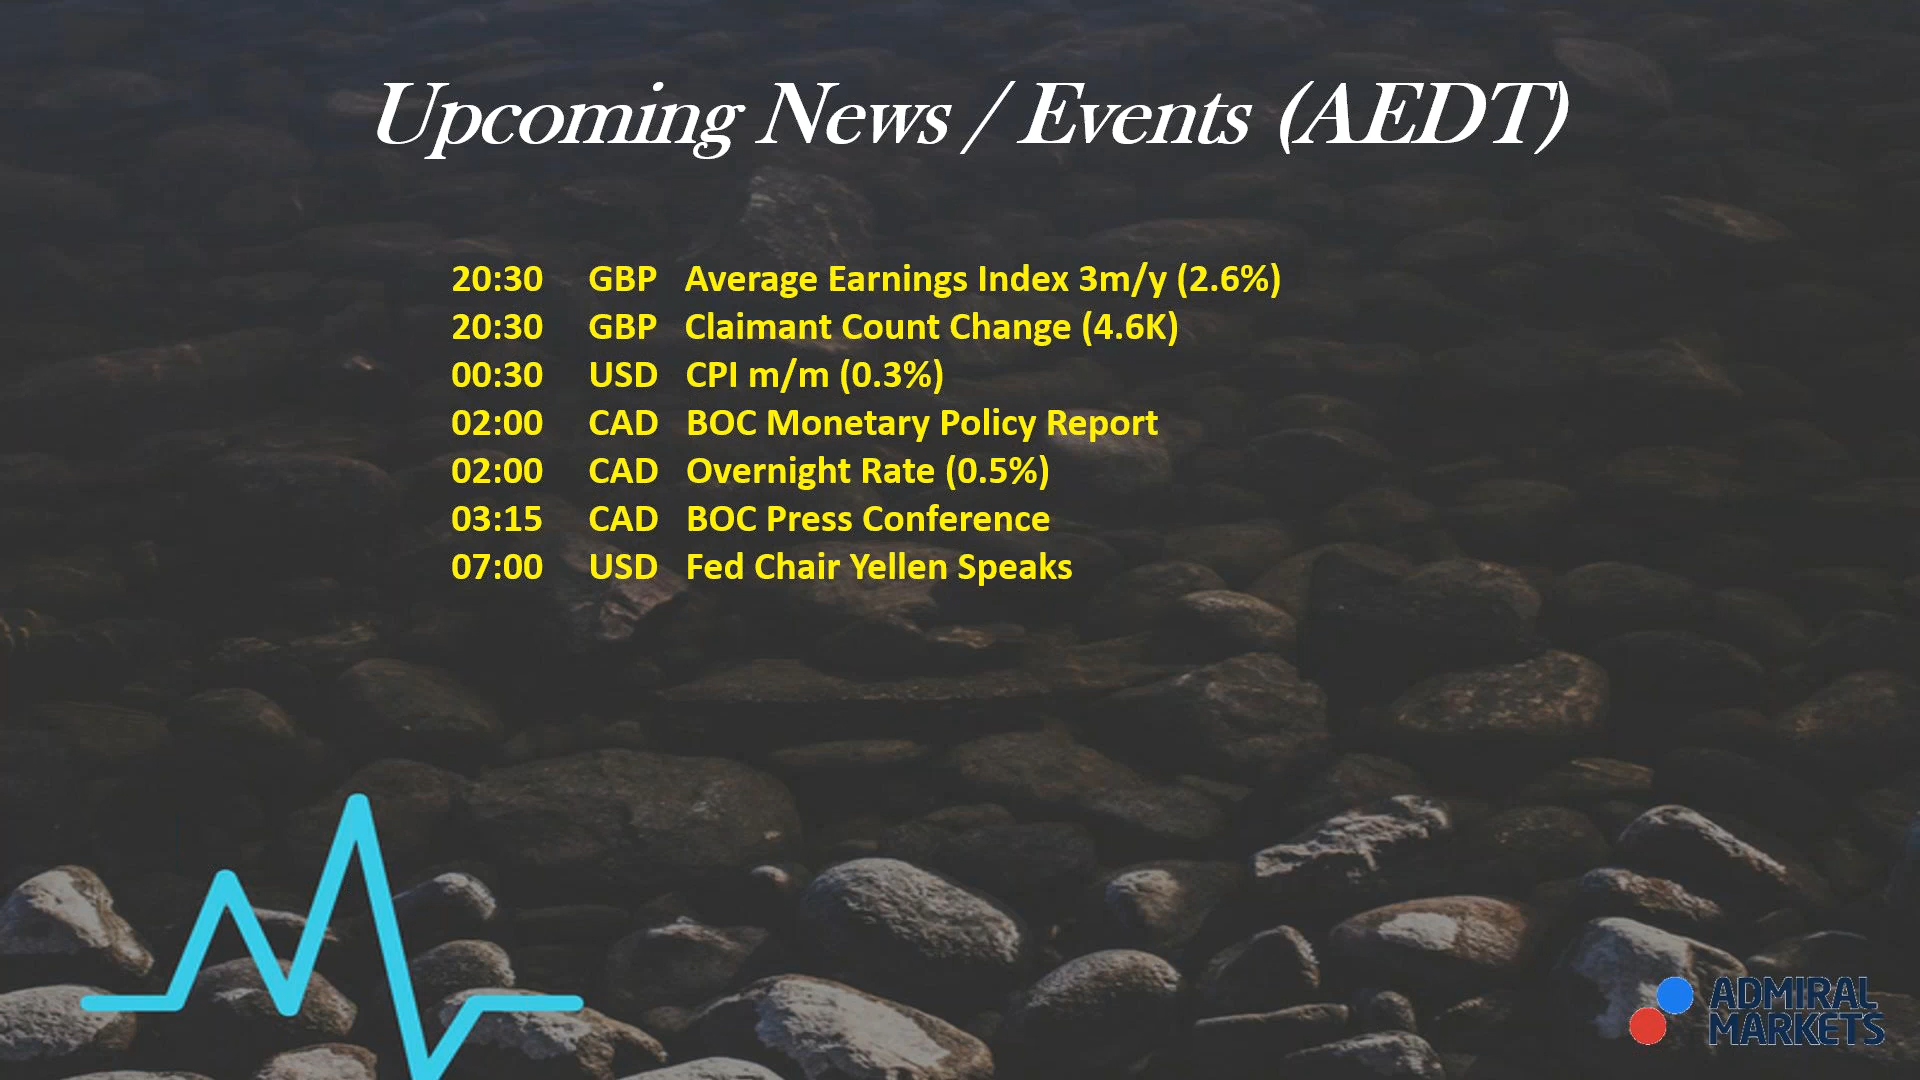 Upcoming News / Events (AEDT)
20:30 GBP Average Earnings Index 3m/y (2.6%)
20:30 GBP Claimant Count Change (4.6K)
00:30 USD CPI m/m (0.3%)
02:00 CAD BOC Monetary Policy Report
02:00 CAD Overnight Rate (0.5%)
03:15 CAD BOC Press Conference
07:00 USD Fed Chair Yellen Speaks
ADMIRAL
MARKETS